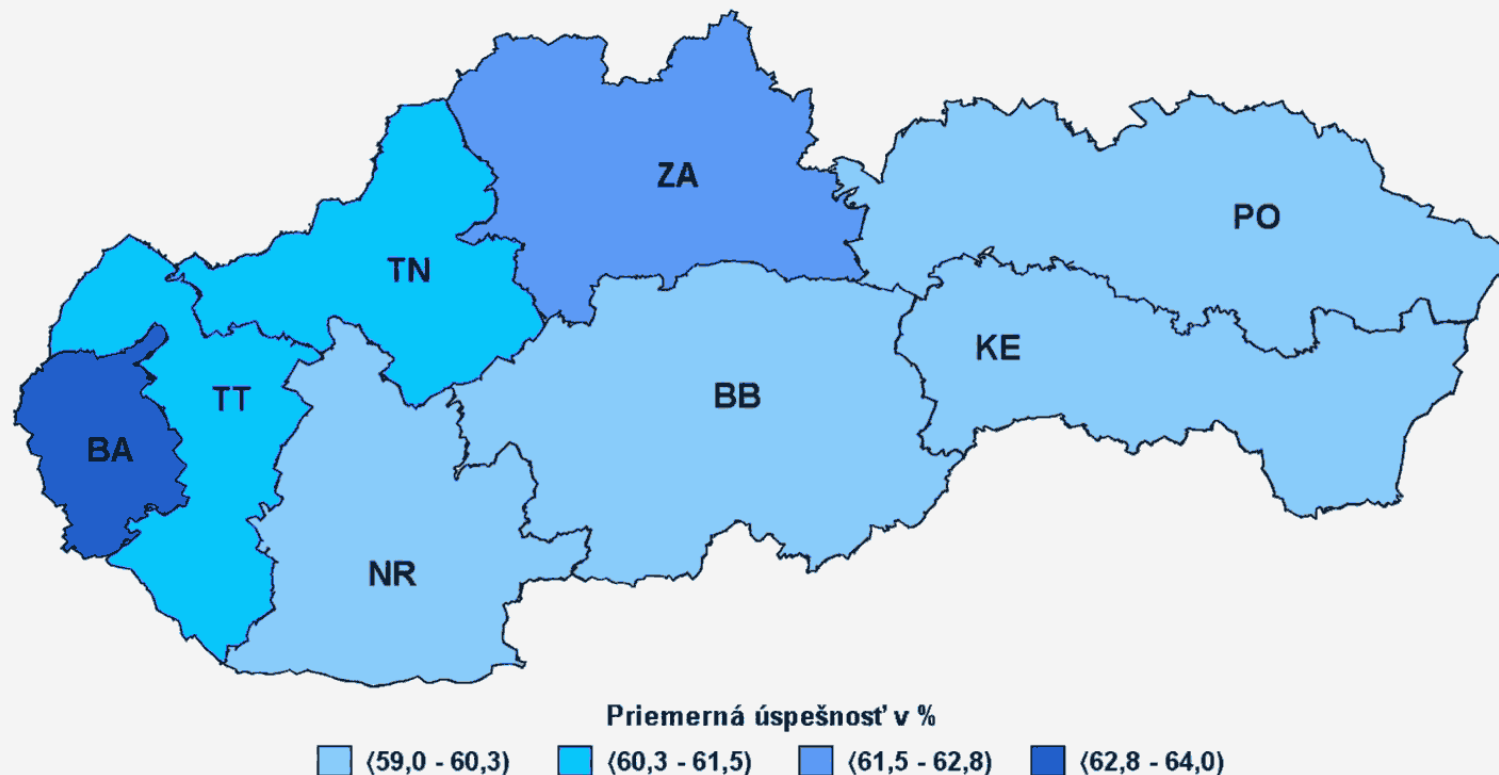 ZA
PO
TN
KE
TT
BB
BA
NR
Priemerná úspešnosť v %
⟨59,0 - 60,3) ⟨60,3 - 61,5) ⟨61,5 - 62,8) ⟨62,8 - 64,0)